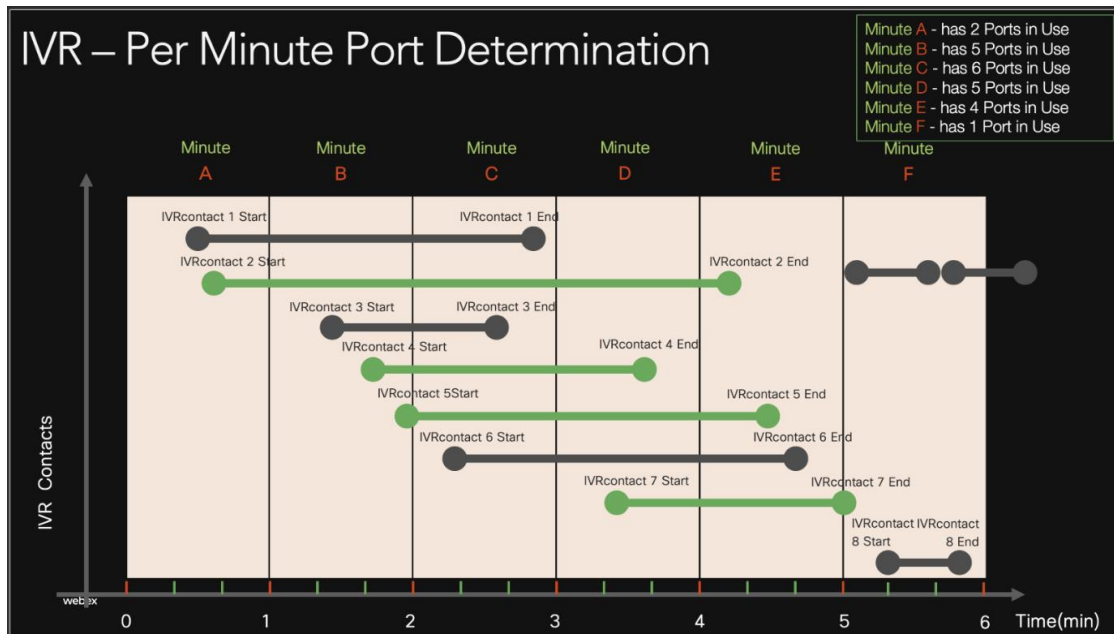 IVR – Per Minute Port Determination
Minute A - has 2 Ports in Use
Minute B - has 5 Ports in Use
Minute C - has 6 Ports in Use
Minute D - has 5 Ports in Use
Minute E - has 4 Ports in Use
Minute F - has 1 Port in Use
Minute Minute Minute Minute Minute Minute
A B C D E F
IVRcontact 1 Start IVRcontact 1 End
IVRcontact 2 Start IVRcontact 2 End
IVRcontact 3 Start IVRcontact 3 End
IVRcontact 4 Start IVRcontact 4 End
IVRcontact 5Start IVRcontact 5 End
IVRcontact 6 Start IVRcontact 6 End
IVRcontact 7 Start IVRcontact 7 End
IVRcontact IVRcontact
8 Start 8 End
IVR Contacts
webex
0 1 2 3 4 5 6 Time(min)